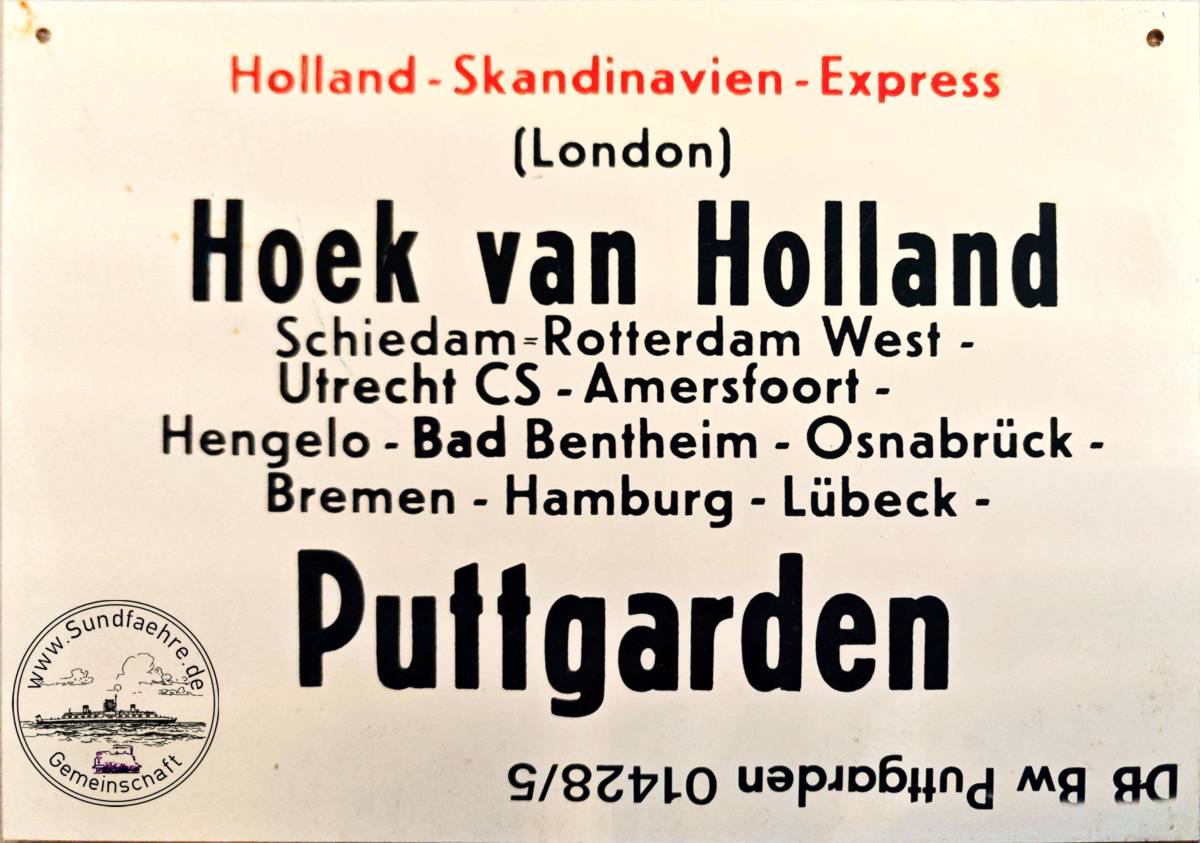 Holland - Skandinavien - Express
(London)
Hoek van Holland
Schiedam=Rotterdam West -
Utrecht CS - Amersfoort -
Hengelo - Bad Bentheim - Osnabrück -
Bremen - Hamburg - Lübeck -
Puttgarden
www.Sundfaehre.de
Gemeinschaft
DB Bw Puttgarden 01428/5